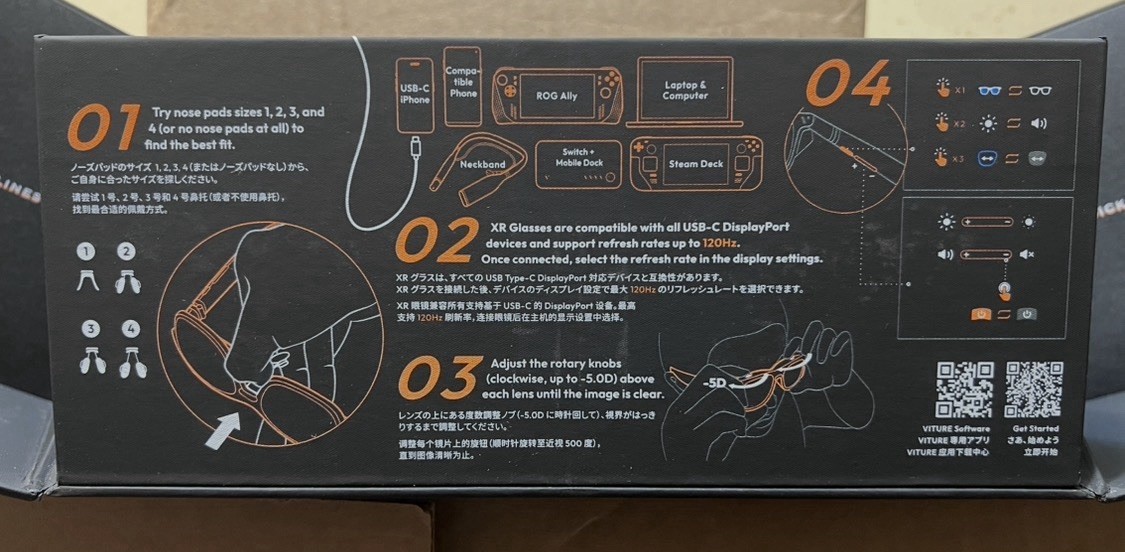 01
Try nose pads sizes 1, 2, 3, and
4 (or no nose pads at all) to
find the best fit.
ノーズパッドのサイズ 1, 2, 3, 4（またはノーズパッドなし）から、
ご自身に合ったサイズを探しください。
请尝试 1 号、2 号、3 号和 4 号鼻托（或者不使用鼻托），
找到最合适的佩戴方式。
1
2
3
4
USB-C
iPhone
Compa-
tible
Phone
ROG Ally
Laptop &
Computer
Neckband
Switch +
Mobile Dock
Steam Deck
02
XR Glasses are compatible with all USB-C DisplayPort
devices and support refresh rates up to 120Hz.
Once connected, select the refresh rate in the display settings.
XR グラスは、すべての USB Type-C DisplayPort 対応デバイスと互換性があります。
XR グラスを接続した後、デバイスのディスプレイ設定で最大 120Hz のリフレッシュレートを選択できます。
XR 眼镜兼容所有支持基于 USB-C 的 DisplayPort 设备。最高
支持 120Hz 刷新率，连接眼镜后在主机的显示设置中选择。
03
Adjust the rotary knobs
(clockwise, up to -5.0D) above
each lens until the image is clear.
レンズの上にある度数調整ノブ（-5.0D に時計回して）、視界がはっき
りするまで調整してください。
调整每个镜片上的旋钮（顺时针旋转至近视 500 度），
直到图像清晰为止。
-5D
04
+
-
X1
X2
X3
VITURE Software
VITURE 専用アプリ
VITURE 应用下载中心
Get Started
さあ、始めよう
立即开始